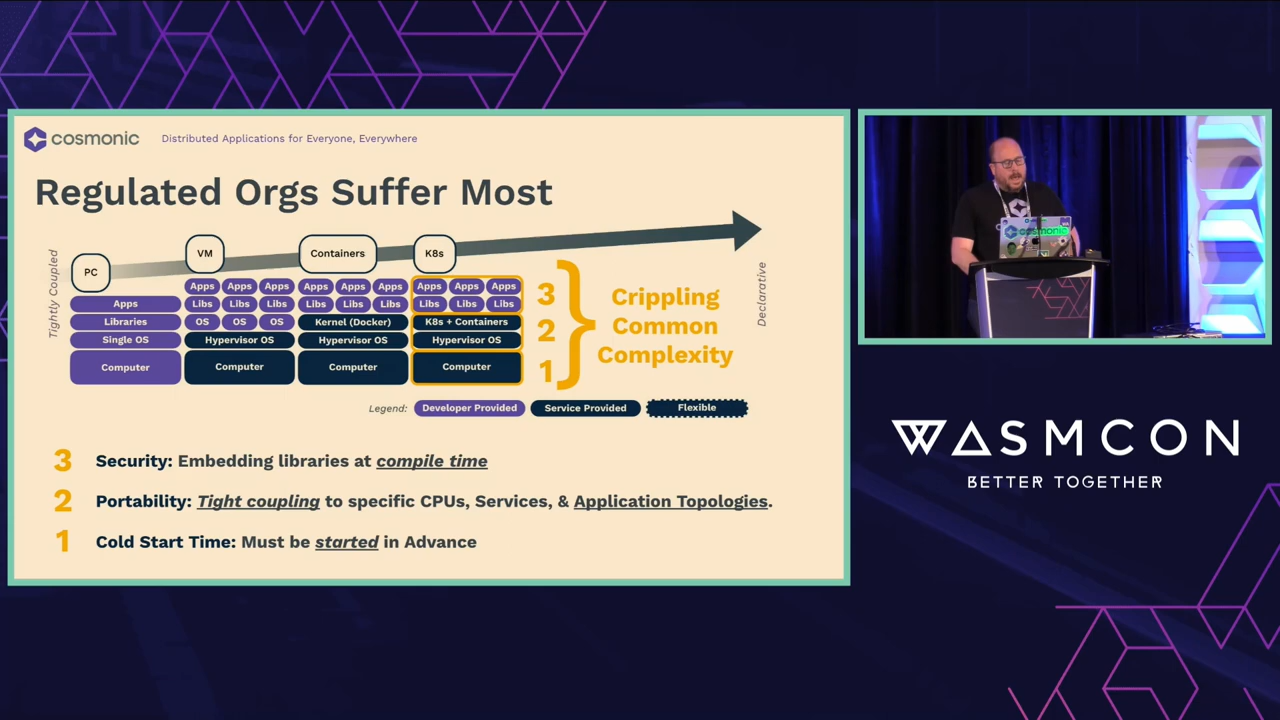 cosmonic
Distributed Applications for Everyone, Everywhere
Regulated Orgs Suffer Most
Tightly Coupled
PC
VM
Containers
K8s
Declarative
Apps Apps Apps Apps Apps Apps Apps Apps Apps
Apps Libs Libs Libs Libs Libs Libs Libs Libs Libs
Libraries OS OS OS Kernel (Docker) K8s + Containers
Single OS Hypervisor OS Hypervisor OS Hypervisor OS
Computer Computer Computer Computer
3
2
1
Crippling
Common
Complexity
Legend: Developer Provided Service Provided Flexible
3 Security: Embedding libraries at compile time
2 Portability: Tight coupling to specific CPUs, Services, & Application Topologies.
1 Cold Start Time: Must be started in Advance
cosmonic
WASMCON
BETTER TOGETHER